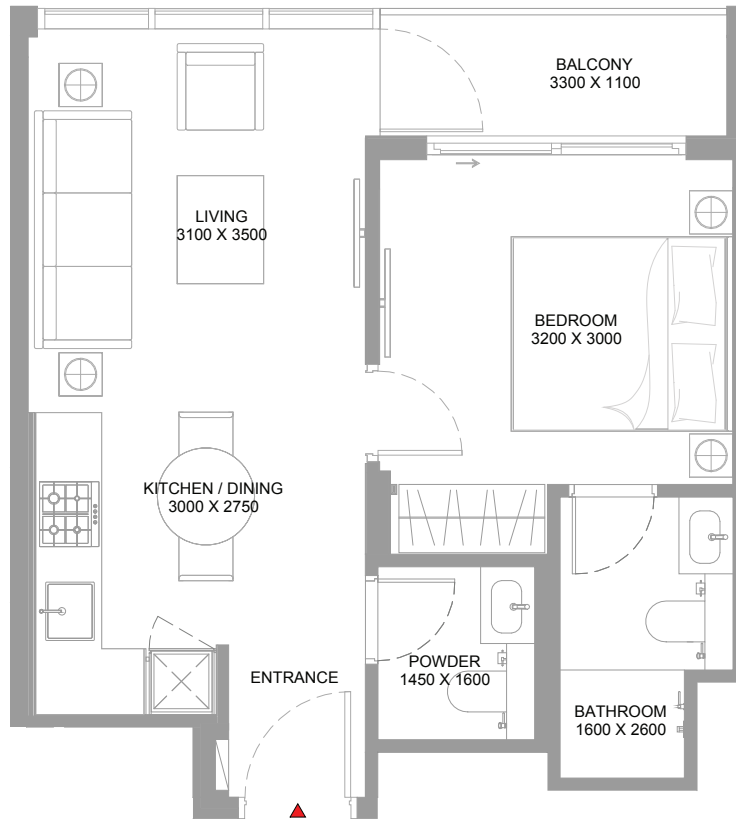 BALCONY
3300 X 1100
LIVING
3100 X 3500
BEDROOM
3200 X 3000
KITCHEN / DINING
3000 X 2750
ENTRANCE
POWDER
1450 X 1600
BATHROOM
1600 X 2600